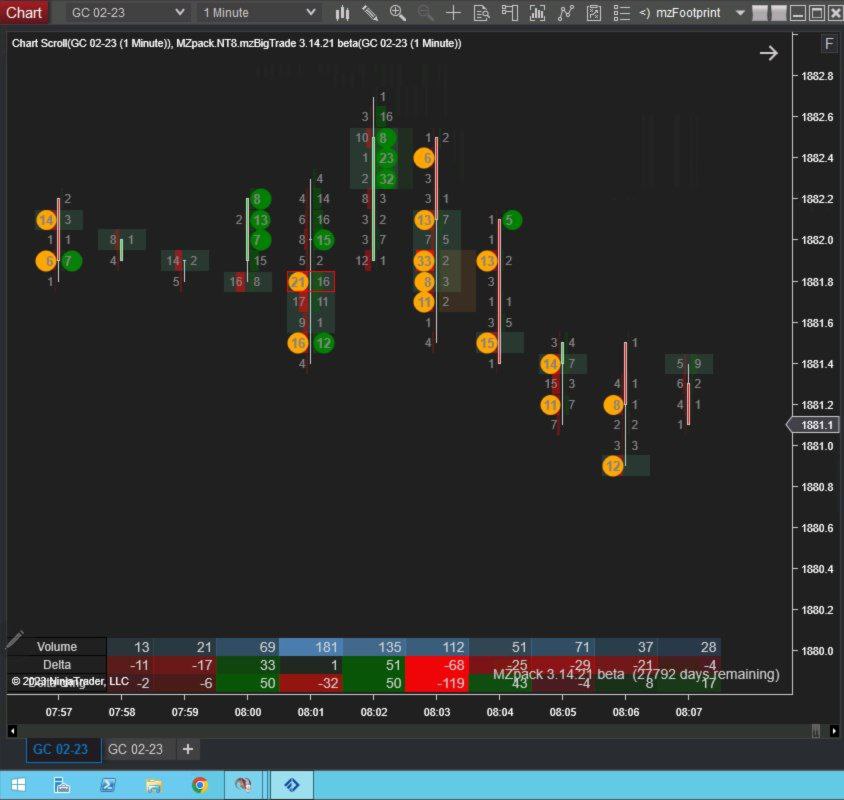 Chart GC 02-23 1 Minute mzFootprint
Chart Scroll(GC 02-23 (1 Minute)), MZpack.NT8.mzBigTrade 3.14.21 beta(GC 02-23 (1 Minute))
F
1882.8
1
3 16
1882.6
10 8 1 2
1 23 6
1882.4
4 2 32 3
2 8 4 14 8 3 3 1
1882.2
14 3 2 13 6 16 3 2 13 7 1 5
1 1 8 1 7 8 15 3 7 7 5 1
1882.0
6 7 4 14 2 15 5 2 12 1 33 2 13 2
1 5 16 8 21 16 8 3 3
1881.8
17 11 11 2 1 1
9 1 1 3 5
1881.6
16 12 4 15 3 4 1
4 1 14 7 5 9
1881.4
15 3 4 1 6 2
11 7 8 1 4 1
1881.2
7 2 2 1
1881.1
3 3
1881.0
12
1880.8
1880.6
1880.4
1880.2
1880.0
Volume 13 21 69 181 135 112 51 71 37 28
Delta -11 -17 33 1 51 -68 -25 -29 -21 -4
MZpack 3.14.21 beta (27792 days remaining)
© 2023 NinjaTrader, LLC -2 -6 50 -32 50 -119 43 -4 8 17
07:57 07:58 07:59 08:00 08:01 08:02 08:03 08:04 08:05 08:06 08:07
GC 02-23 GC 02-23 +